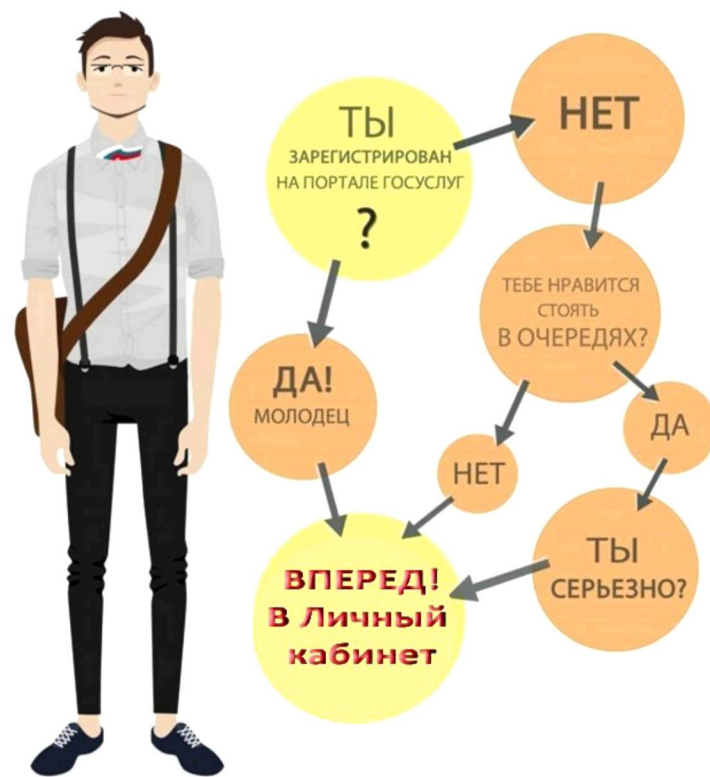 ТЫ
ЗАРЕГИСТРИРОВАН
НА ПОРТАЛЕ ГОСУСЛУГ
?
НЕТ
ТЕБЕ НРАВИТСЯ
СТОЯТЬ
В ОЧЕРЕДЯХ?
ДА!
МОЛОДЕЦ
НЕТ
ДА
ТЫ
СЕРЬЕЗНО?
ВПЕРЕД!
В Личный
кабинет